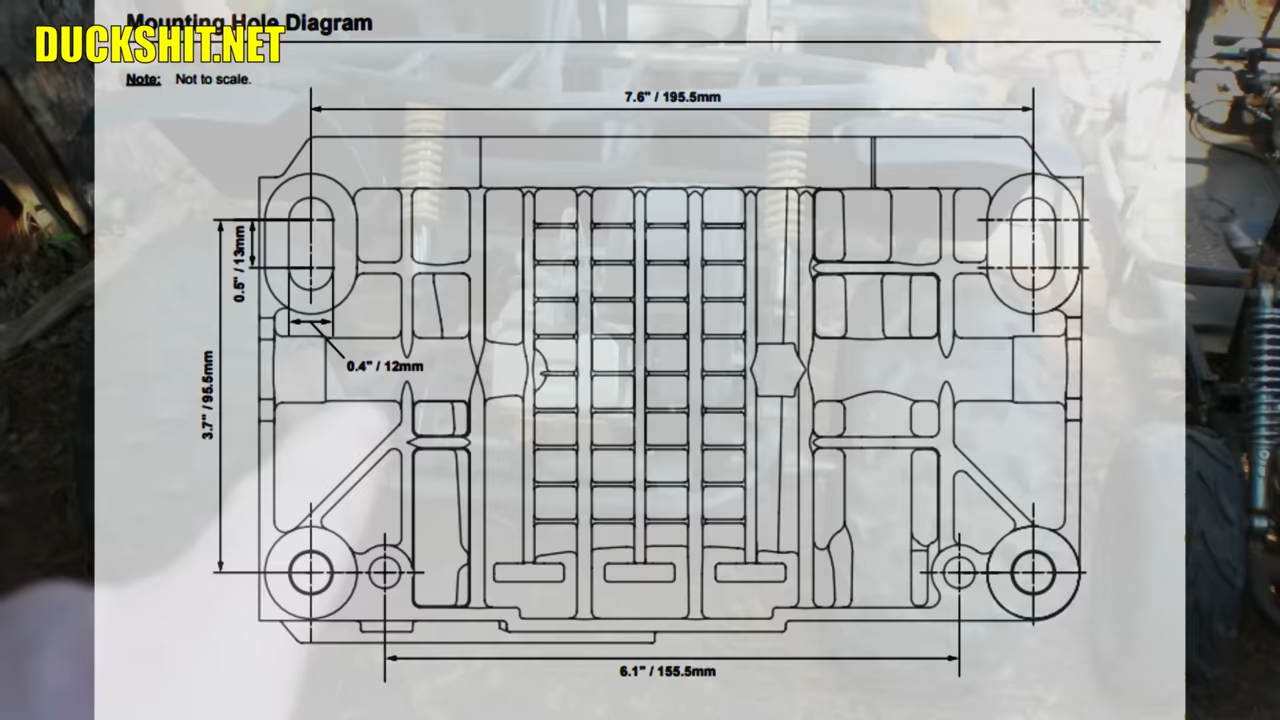 Mounting Hole Diagram
DUCKSHIT.NET
Note: Not to scale.
7.6" / 195.5mm
0.5" / 13mm
0.4" / 12mm
3.7" / 95.5mm
6.1" / 155.5mm